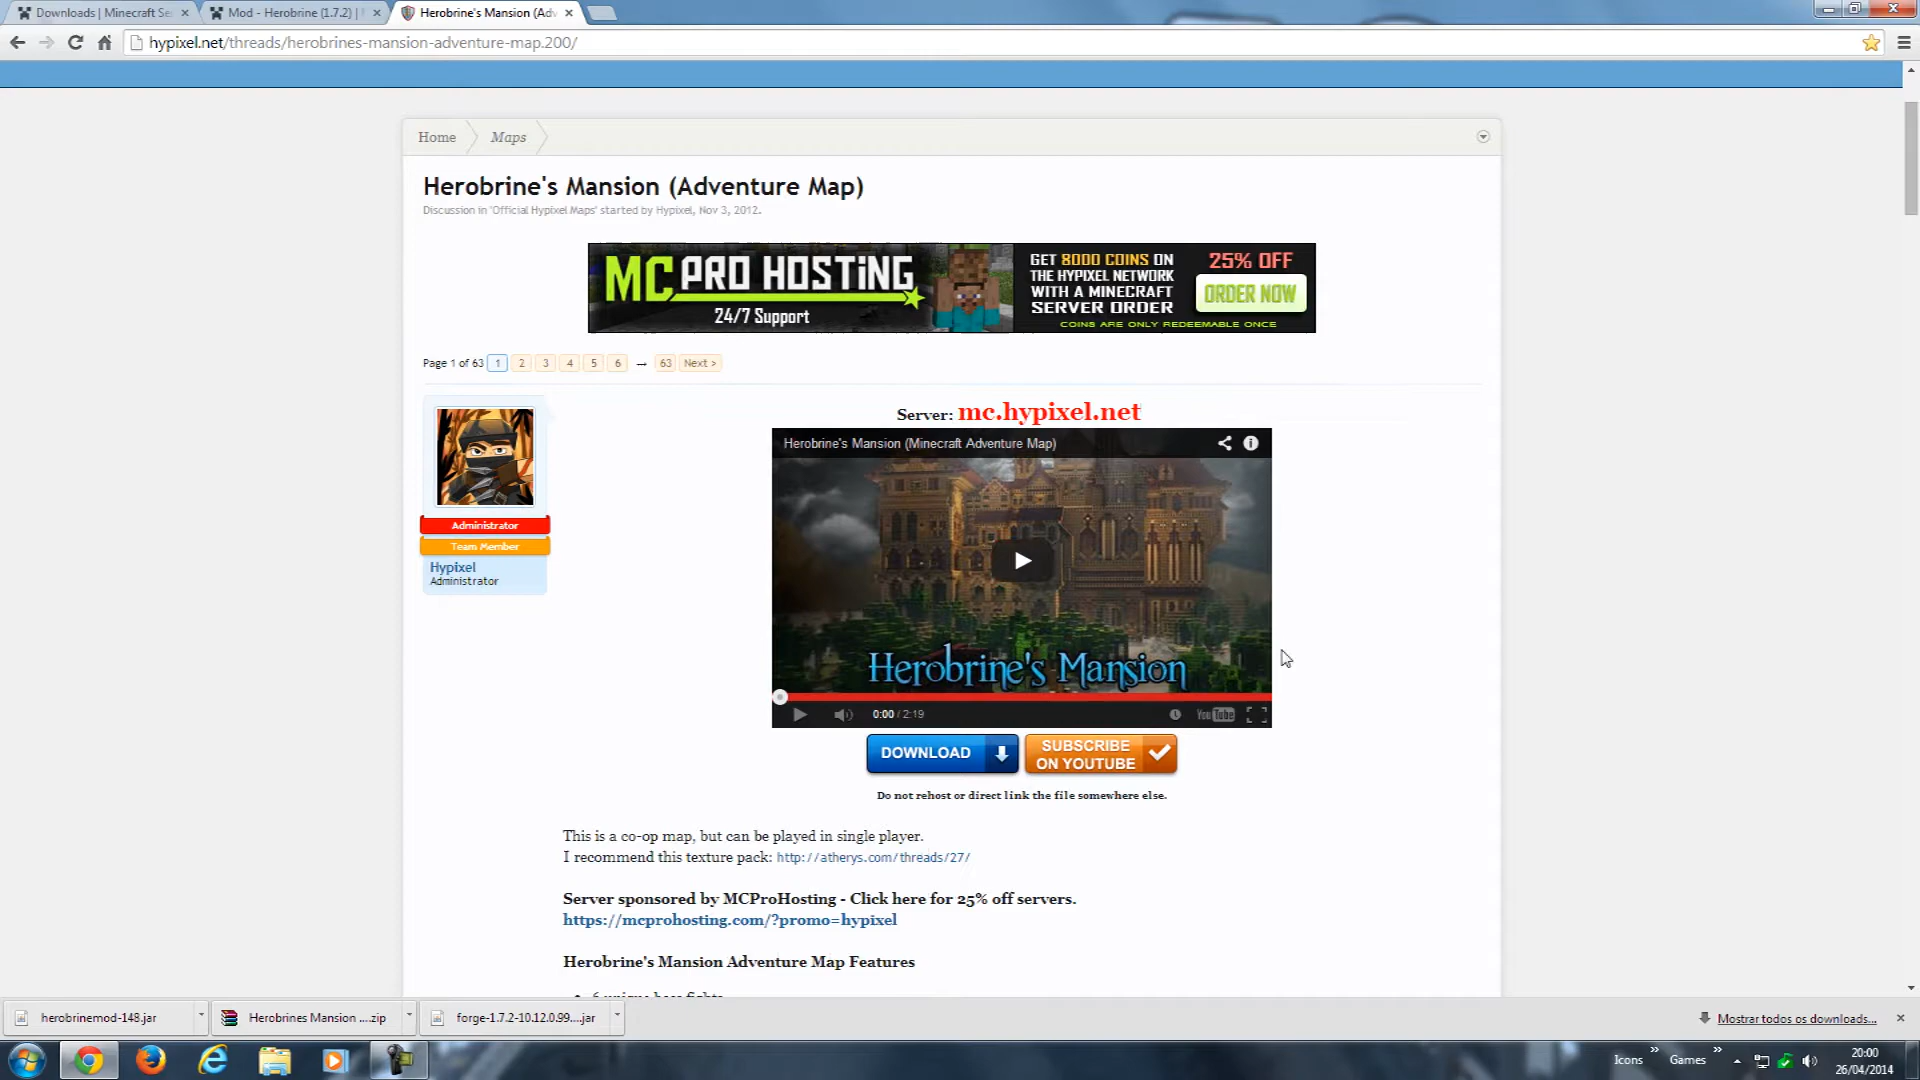 Downloads | Minecraft Se
Mod - Herobrine (1.7.2) |
Herobrine's Mansion (Adv
hypixel.net/threads/herobrines-mansion-adventure-map.200/
Home
Maps
Herobrine's Mansion (Adventure Map)
Discussion in 'Official Hypixel Maps' started by Hypixel, Nov 3, 2012.
MC PRO HOSTiNG
24/7 Support
GET 8000 COINS ON
THE HYPIXEL NETWORK
WITH A MINECRAFT
SERVER ORDER
25% OFF
ORDER NOW
COINS ARE ONLY REDEEMABLE ONCE
Page 1 of 63 1 2 3 4 5 6 → 63 Next >
Server: mc.hypixel.net
Herobrine's Mansion (Minecraft Adventure Map)
Herobrine's Mansion
0:00 / 2:19
YouTube
Administrator
Team Member
Hypixel
Administrator
DOWNLOAD
SUBSCRIBE
ON YOUTUBE
Do not rehost or direct link the file somewhere else.
This is a co-op map, but can be played in single player.
I recommend this texture pack: http://atherys.com/threads/27/
Server sponsored by MCProHosting - Click here for 25% off servers.
https://mcprohosting.com/?promo=hypixel
Herobrine's Mansion Adventure Map Features
6 unique boss fights
herobrinemod-148.jar
Herobrines Mansion ....zip
forge-1.7.2-10.12.0.99....jar
Mostrar todos os downloads...
Icons
Games
20:00
26/04/2014